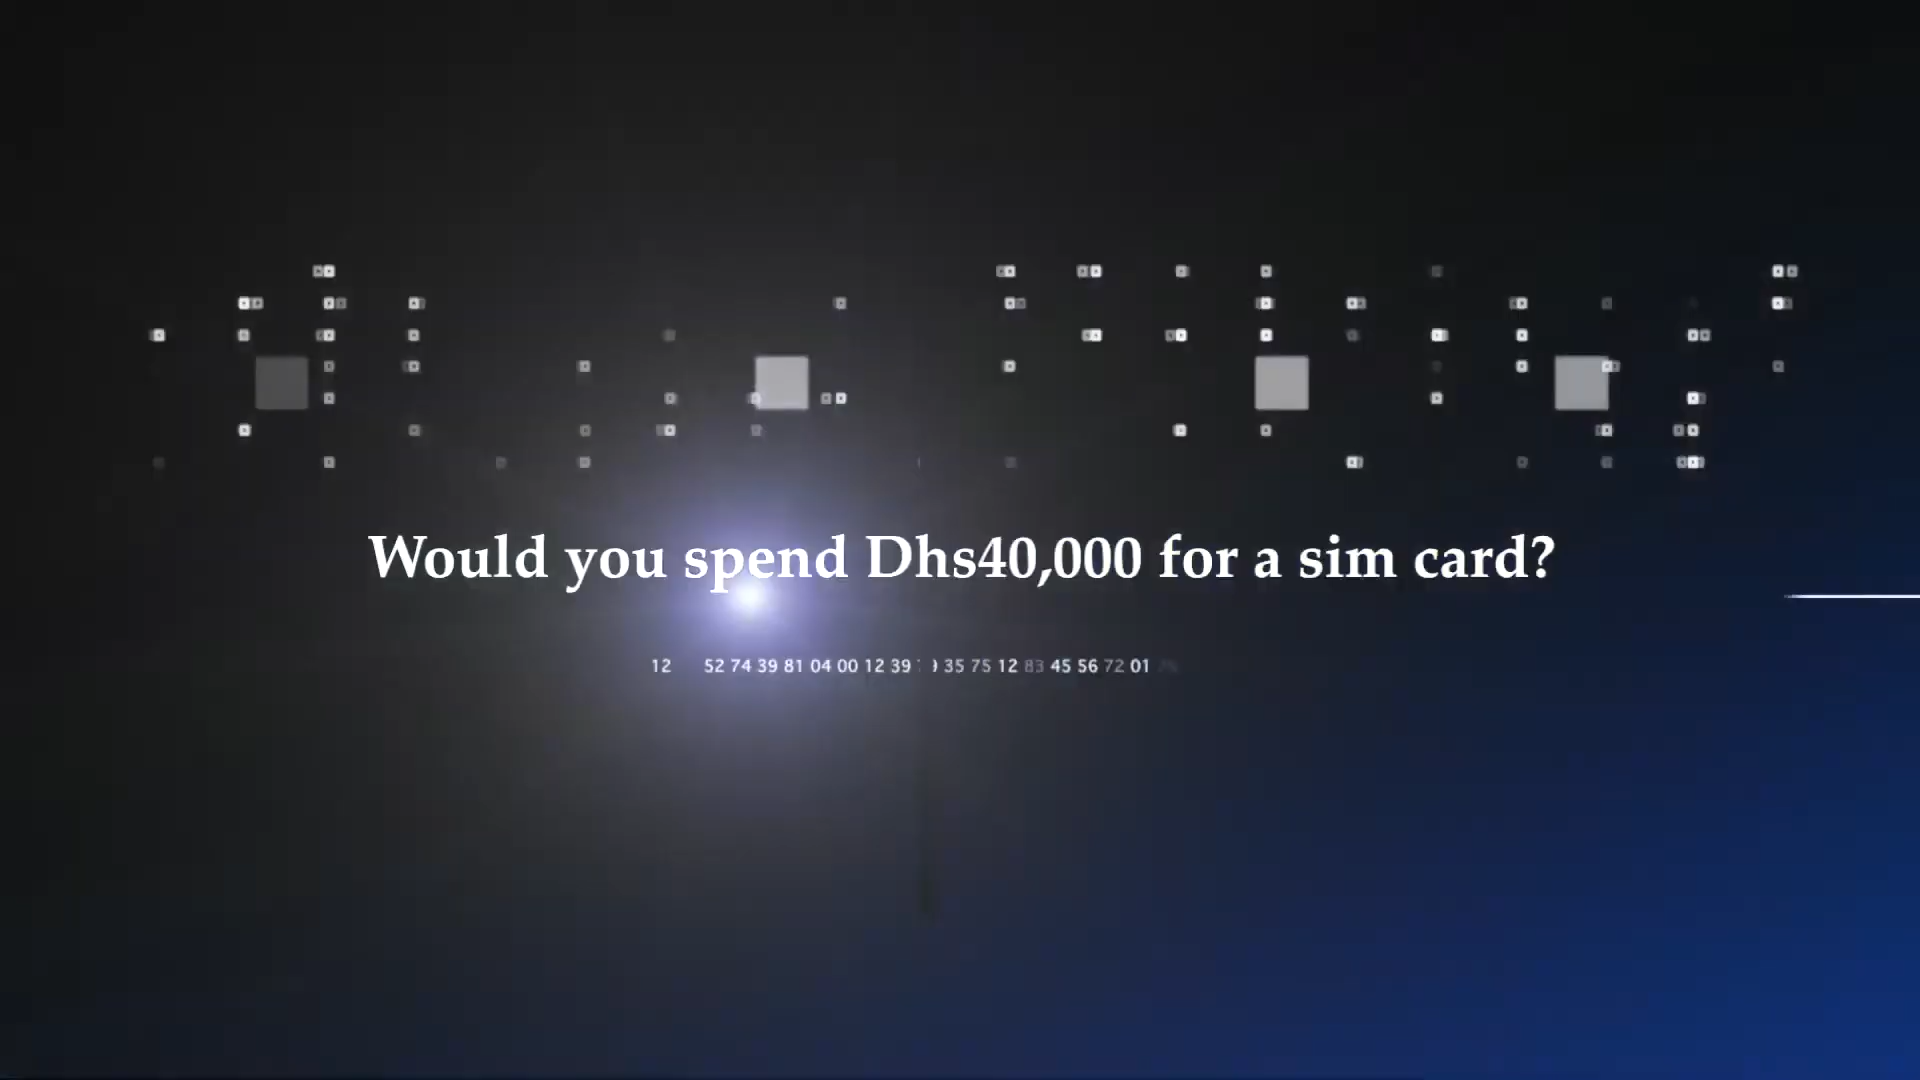 Would you spend Dhs40,000 for a sim card?
12 52 74 39 81 04 00 12 39 35 75 12 83 45 56 72 01